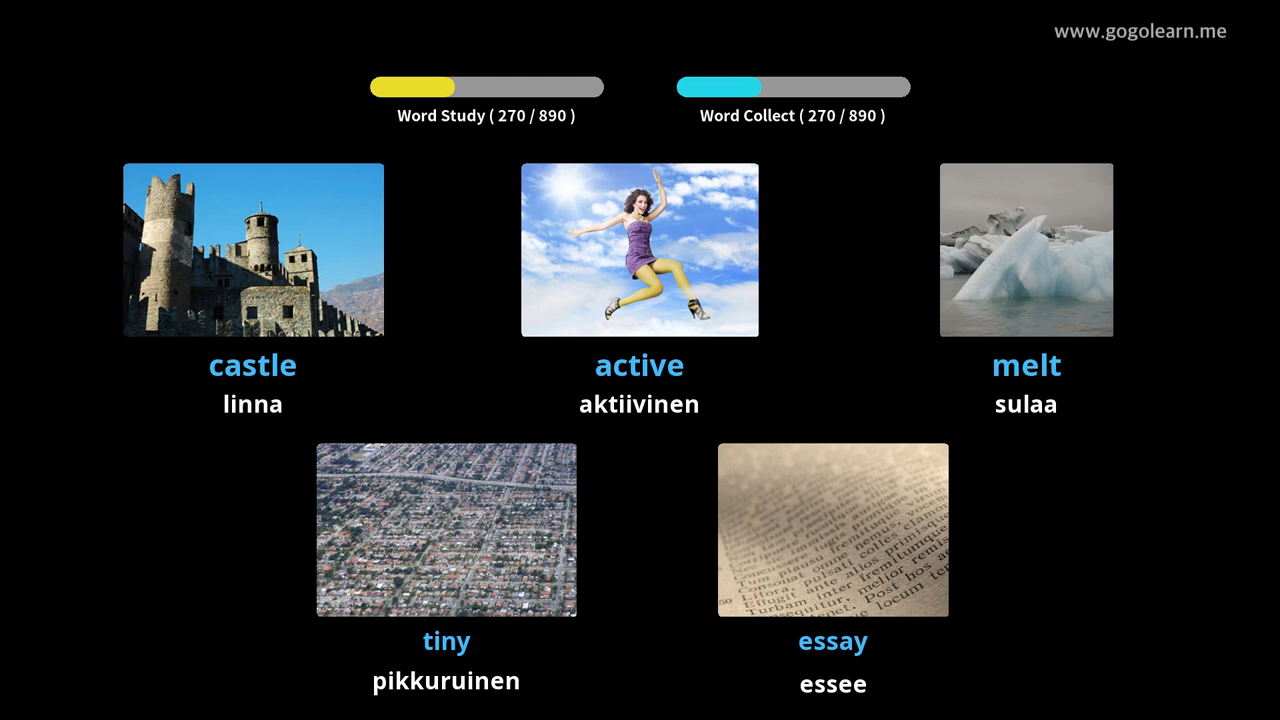 www.gogolearn.me
Word Study ( 270 / 890 )
Word Collect ( 270 / 890 )
castle
linna
active
aktiivinen
melt
sulaa
tiny
pikkuruinen
essay
essee